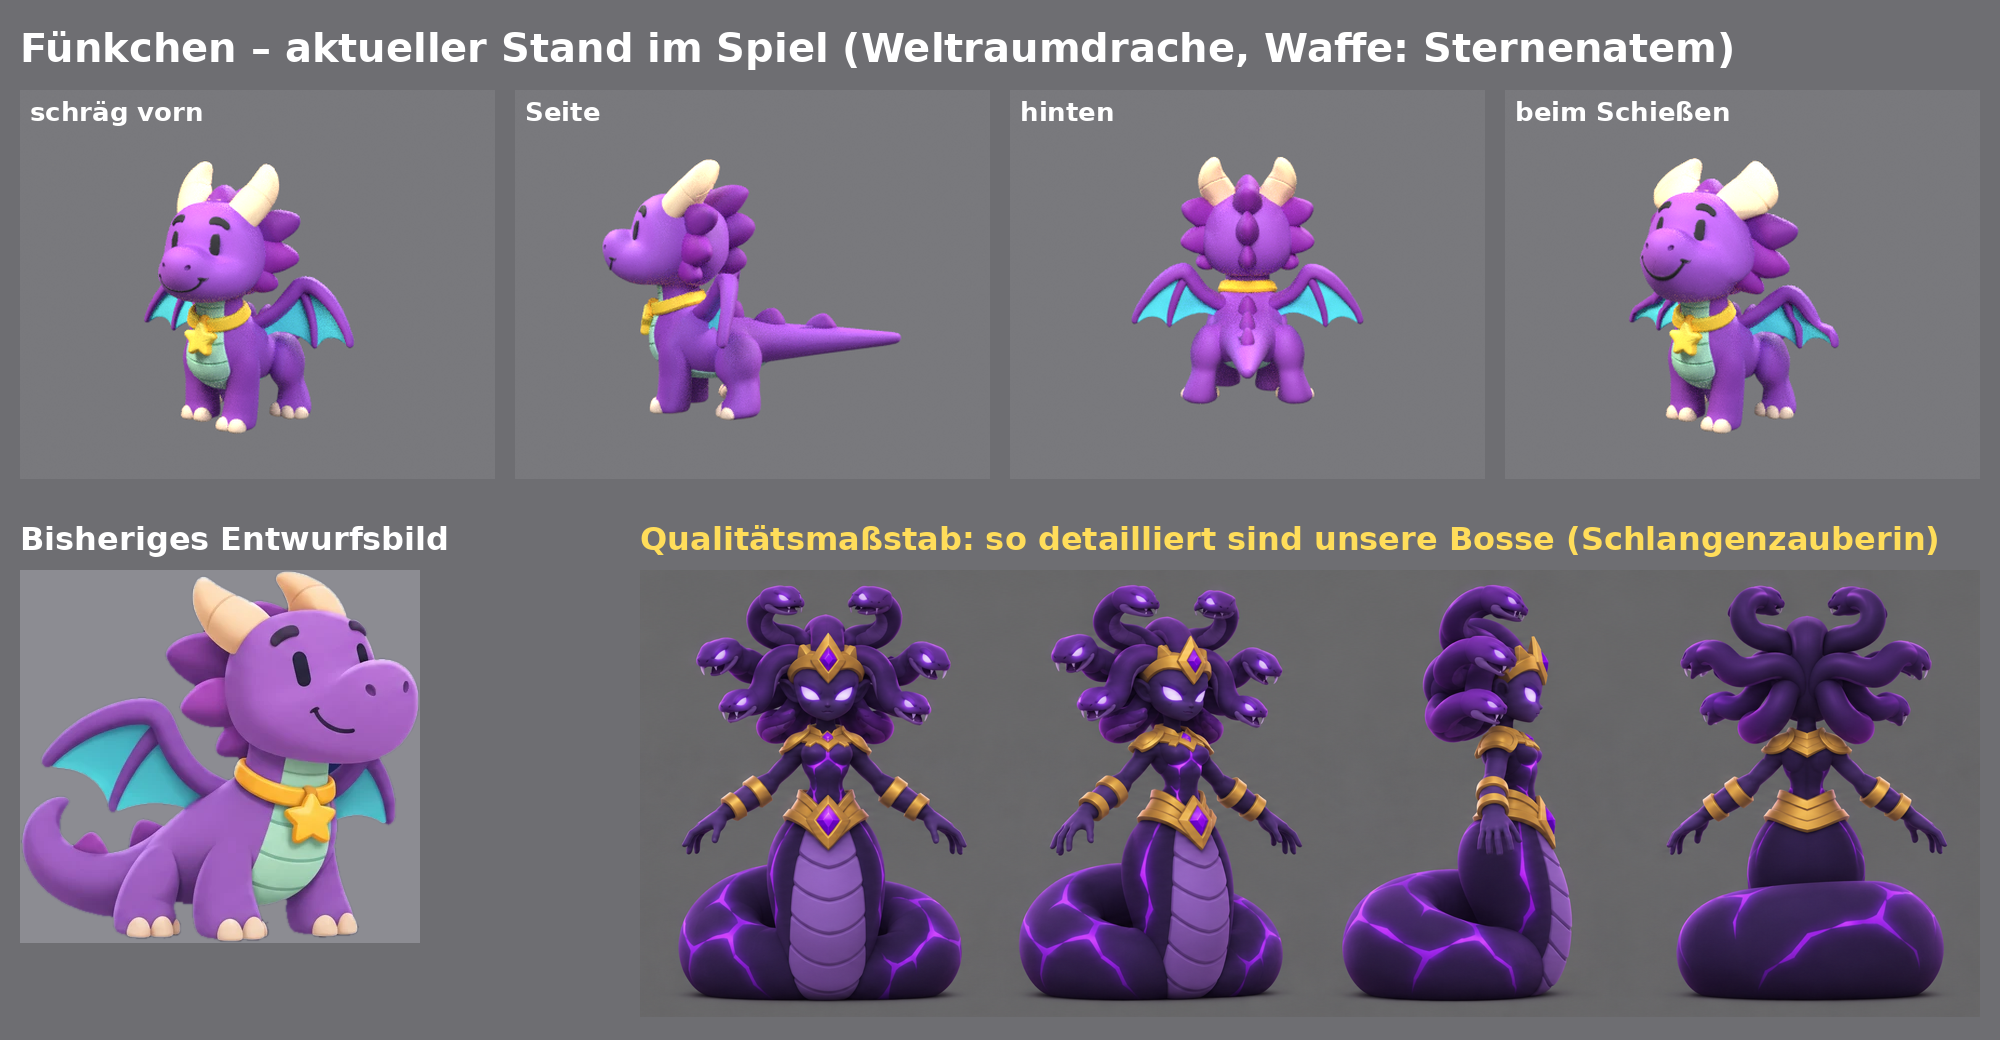 Fünkchen – aktueller Stand im Spiel (Weltraumdrache, Waffe: Sternenatem)
schräg vorn
Seite
hinten
beim Schießen
Bisheriges Entwurfsbild
Qualitätsmaßstab: so detailliert sind unsere Bosse (Schlangenzauberin)